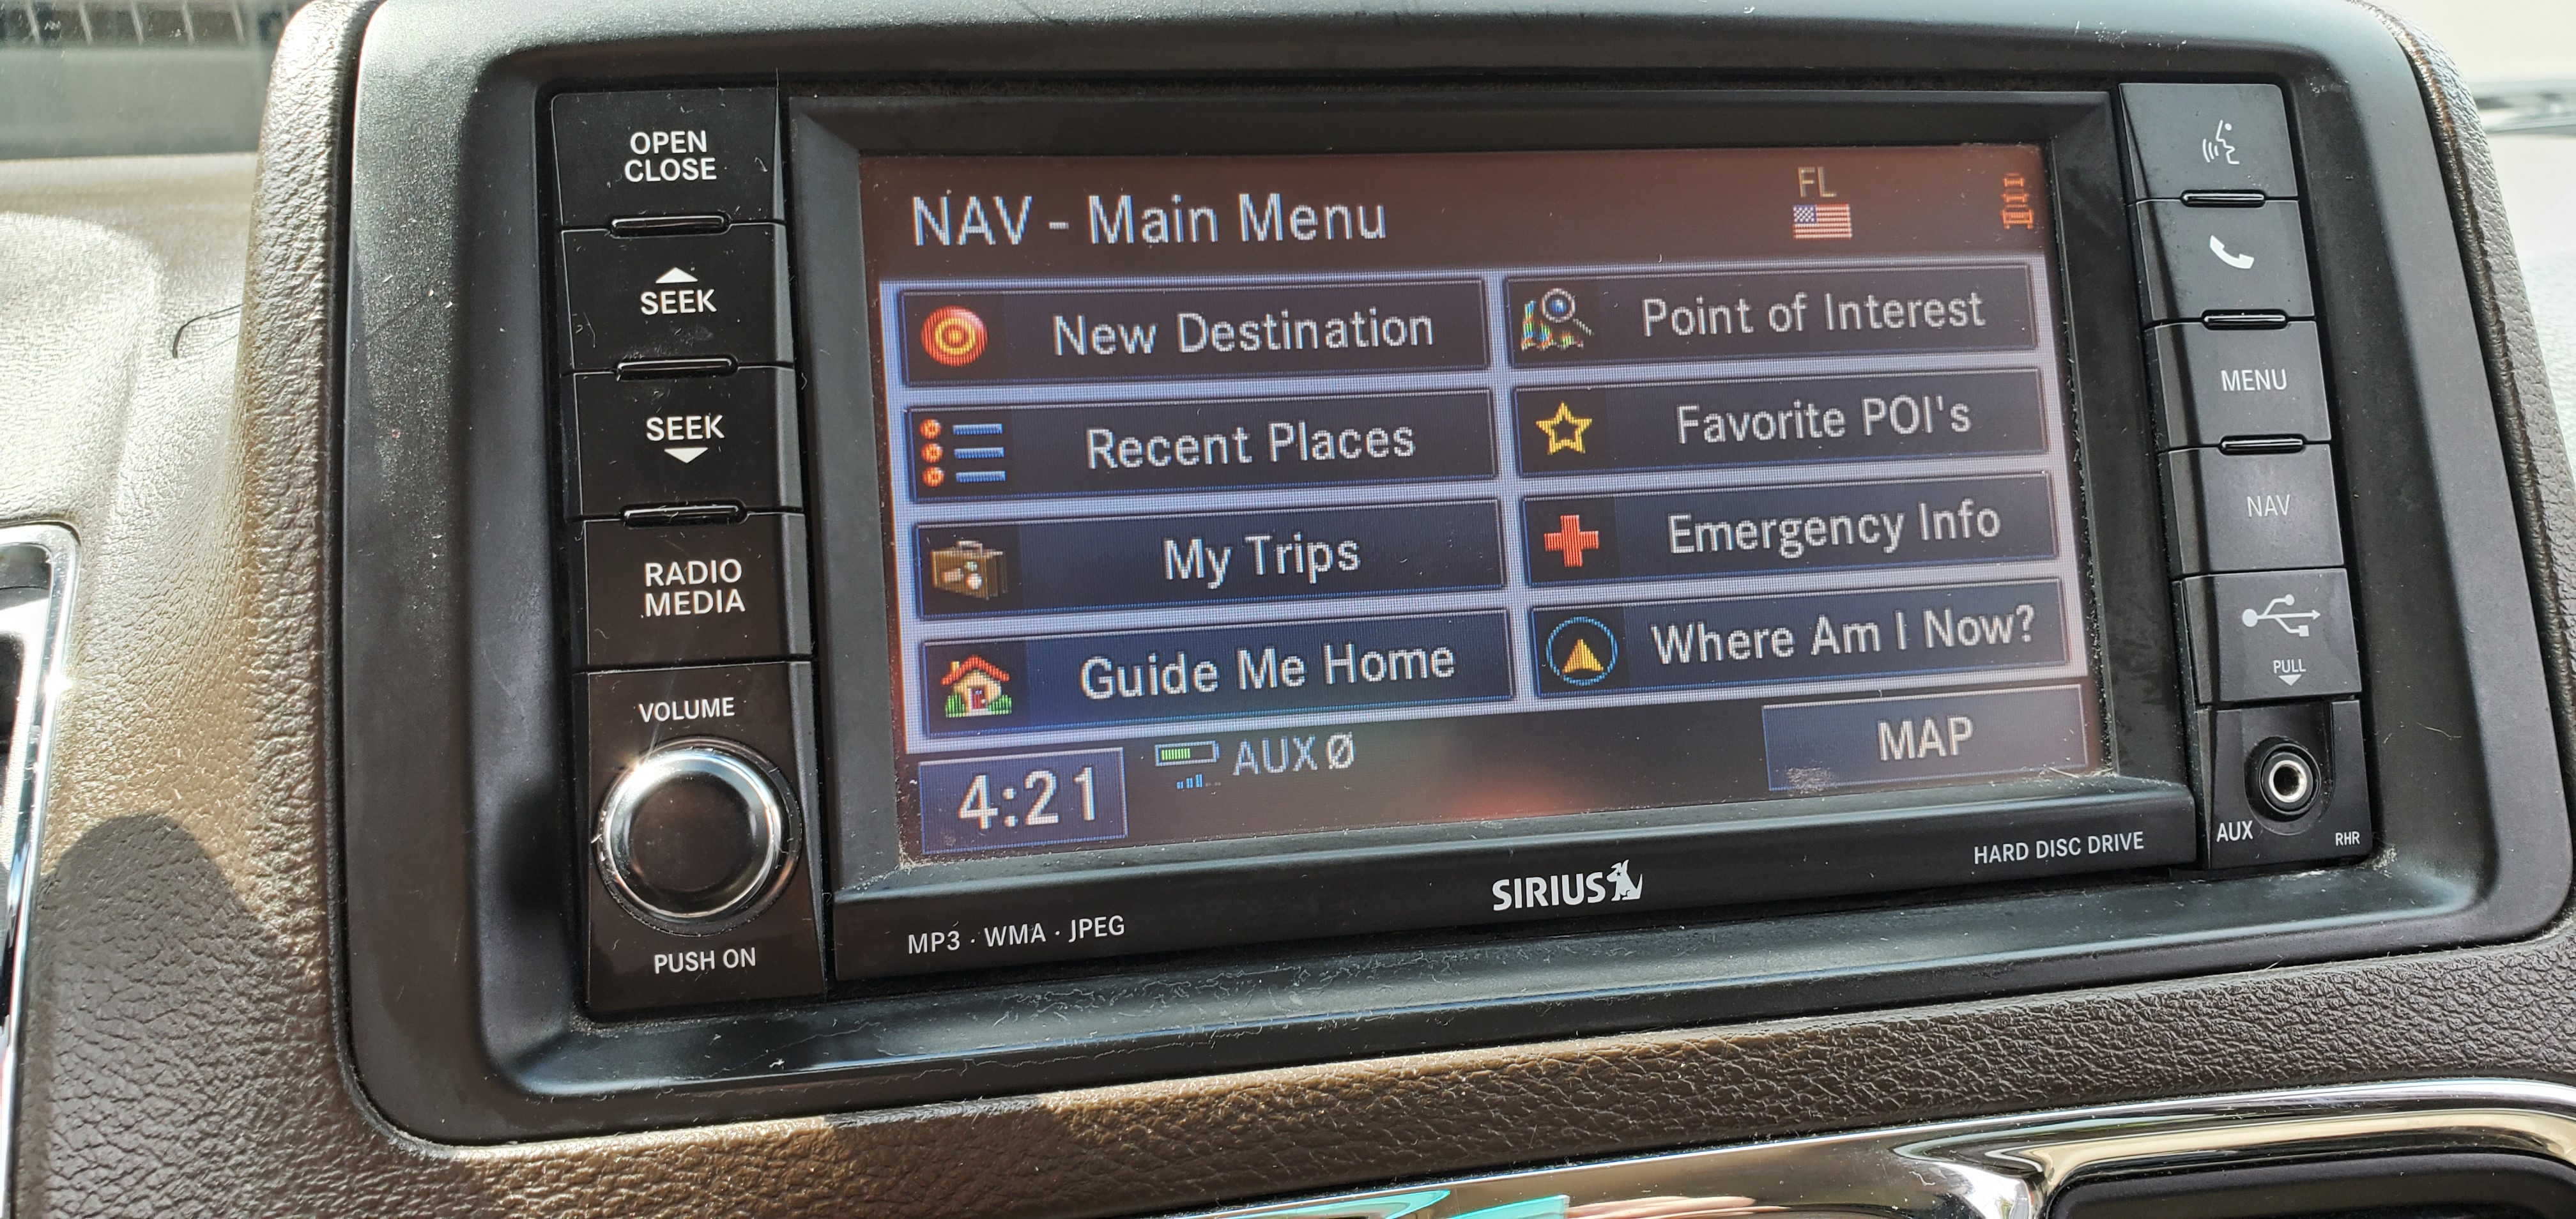 OPEN
CLOSE
SEEK
SEEK
RADIO
MEDIA
VOLUME
PUSH ON
NAV - Main Menu
FL
New Destination
Point of Interest
Recent Places
Favorite POI's
My Trips
Emergency Info
Guide Me Home
Where Am I Now?
4:21
AUX Ø
MAP
MP3 · WMA · JPEG
SIRIUS
HARD DISC DRIVE
MENU
NAV
PULL
AUX
RHR